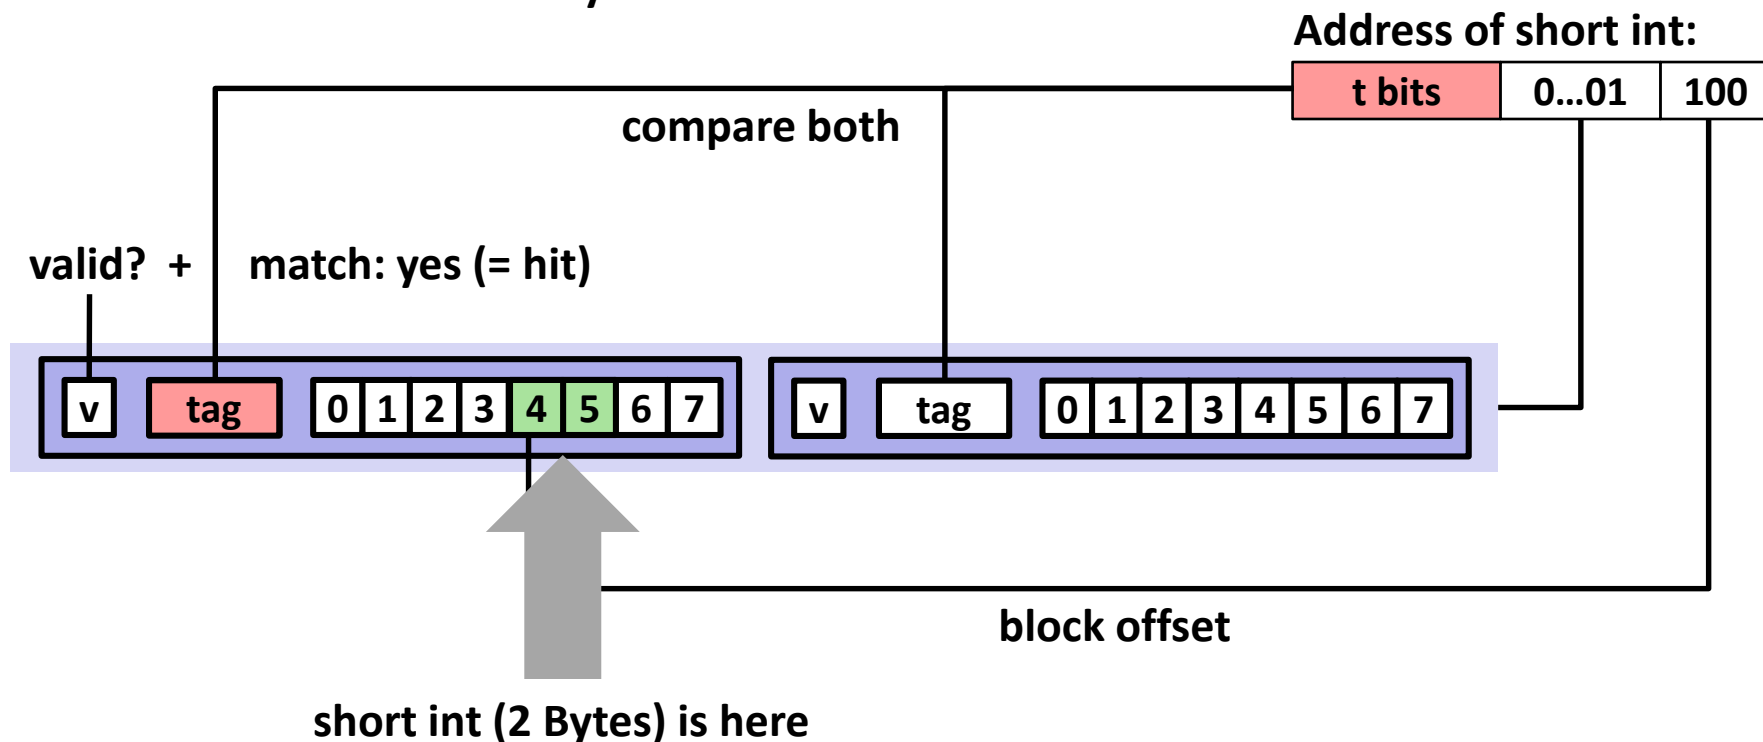 Address of short int:
t bits 0...01 100
compare both
valid? + match: yes (= hit)
v tag 0 1 2 3 4 5 6 7 v tag 0 1 2 3 4 5 6 7
block offset
short int (2 Bytes) is here